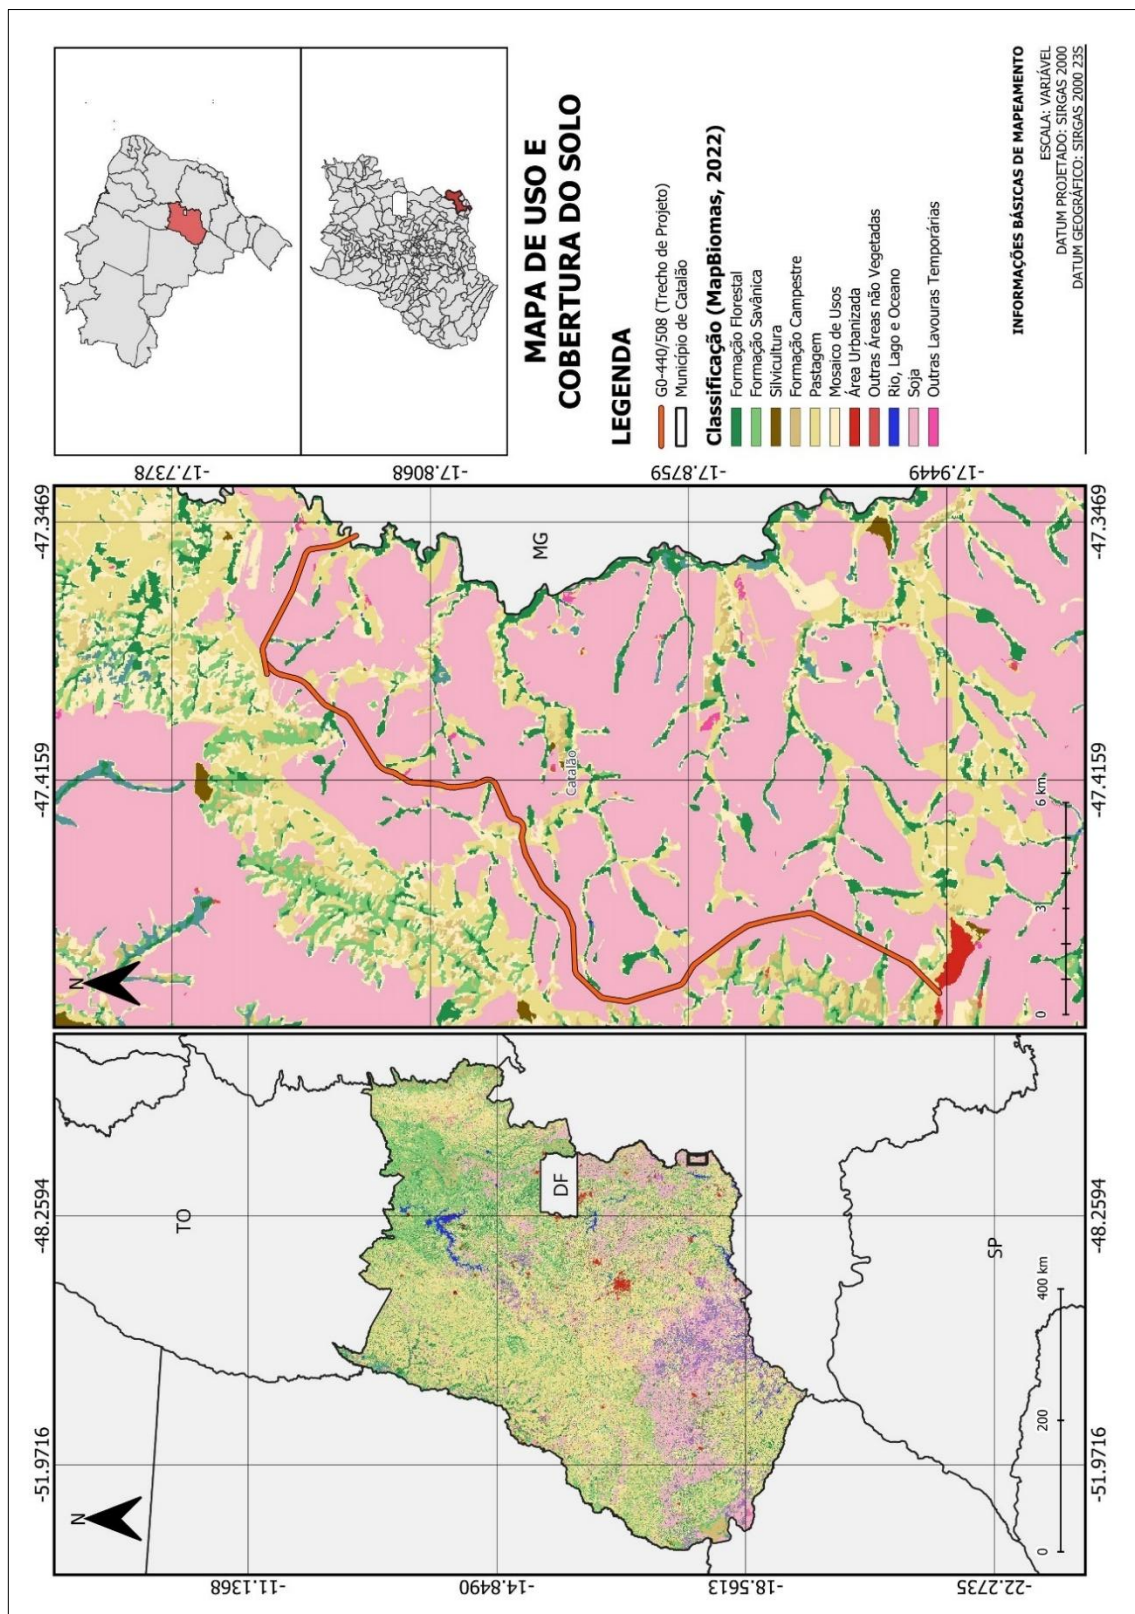 MAPA DE USO E
COBERTURA DO SOLO
LEGENDA
G0-440/508 (Trecho de Projeto)
Município de Catalão
Classificação (MapBiomas, 2022)
Formação Florestal
Formação Savânica
Silvicultura
Formação Campestre
Pastagem
Mosaico de Usos
Área Urbanizada
Outras Áreas não Vegetadas
Rio, Lago e Oceano
Soja
Outras Lavouras Temporárias
INFORMAÇÕES BÁSICAS DE MAPEAMENTO
ESCALA: VARIÁVEL
DATUM PROJETADO: SIRGAS 2000
DATUM GEOGRÁFICO: SIRGAS 2000 23S
-47.4159
-47.3469
-17.7378
-17.8068
-17.8759
-17.9449
N
MG
Catalão
0
3
6 km
-47.4159
-47.3469
-51.9716
-48.2594
-11.1368
-14.8490
-18.5613
-22.2735
N
TO
DF
SP
0
200
400 km
-51.9716
-48.2594